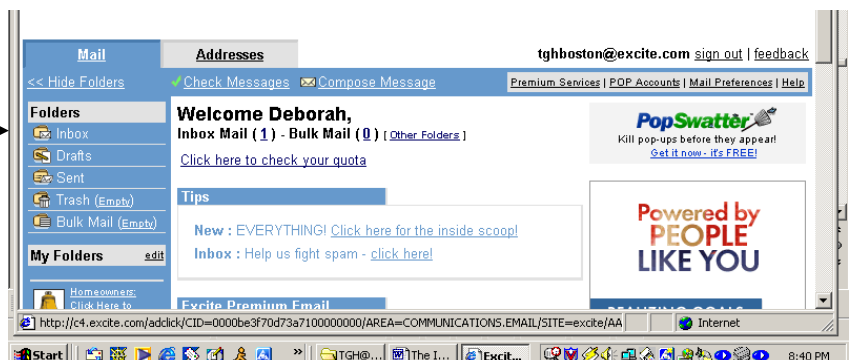 Mail Addresses tghboston@excite.com sign out | feedback
<< Hide Folders Check Messages Compose Message Premium Services | POP Accounts | Mail Preferences | Help
Folders
Inbox
Drafts
Sent
Trash (Empty)
Bulk Mail (Empty)
My Folders edit
Homeowners:
Click Here to
Welcome Deborah,
Inbox Mail ( 1 ) - Bulk Mail ( 0 ) [ Other Folders ]
Click here to check your quota
Tips
New : EVERYTHING! Click here for the inside scoop!
Inbox : Help us fight spam - click here!
Excite Premium Email
PopSwatter
Kill pop-ups before they appear!
Get it now - it's FREE!
Powered by
PEOPLE
LIKE YOU
http://c4.excite.com/adclick/CID=0000be3f70d73a7100000000/AREA=COMMUNICATIONS.EMAIL/SITE=excite/AA Internet
Start » TGH@... The I... Excit... 8:40 PM